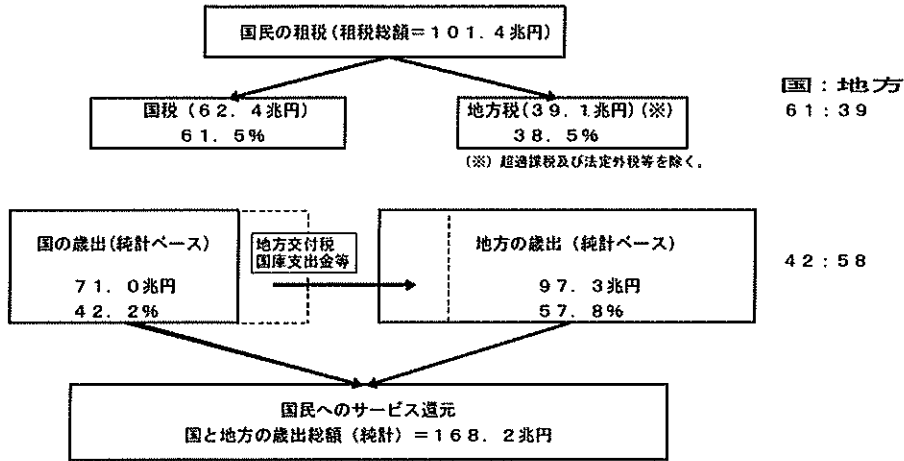 国民の租税(租税総額=101.4兆円)
国税(62.4兆円)
61.5%
地方税(39.1兆円)(※)
38.5%
(※)超過課税及び法定外税等を除く。
国:地方
61:39
国の歳出(統計ベース)
71.0兆円
42.2%
地方交付税
国庫支出金等
地方の歳出(統計ベース)
97.3兆円
57.8%
42:58
国民へのサービス還元
国と地方の歳出総額(統計)=168.2兆円